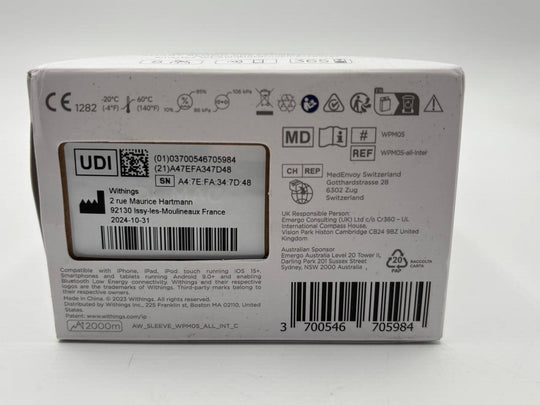 365
CE 1282
-20°C (-4°F)
60°C (140°F)
10%
95%
106 kPa
MD
# WPM05
REF WPM05-all-Intel
UDI
(01)03700546705984
(21)A47EFA347D48
SN A4:7E:FA:34:7D:48
Withings
2 rue Maurice Hartmann
92130 Issy-les-Moulineaux France
2024-10-31
CH REP
MedEnvoy Switzerland
Gotthardstrasse 28
6302 Zug
Switzerland
UK Responsible Person:
Emergo Consulting (UK) Ltd c/o Cr360 – UL
International Compass House,
Vision Park Histon Cambridge CB24 9BZ United
Kingdom
Australian Sponsor
Emergo Australia Level 20 Tower II,
Darling Park 201 Sussex Street
Sydney, NSW 2000 Australia
20
PAP
RACCOLTA
CARTA
Compatible with iPhone, iPad, iPod touch running iOS 15+.
Smartphones and tablets running Android 9.0+ and enabling
Bluetooth Low Energy connectivity. Withings and their respective
logos are the trademarks of Withings. Third-party marks belong to
their respective owners.
Made in China, © 2023 Withings. All rights reserved.
Distributed by Withings Inc., 225 Franklin st, Boston MA 02110, United
States.
Patent: www.withings.com/ip
2000m
AW_SLEEVE_WPM05_ALL_INT_C
3 700546 705984